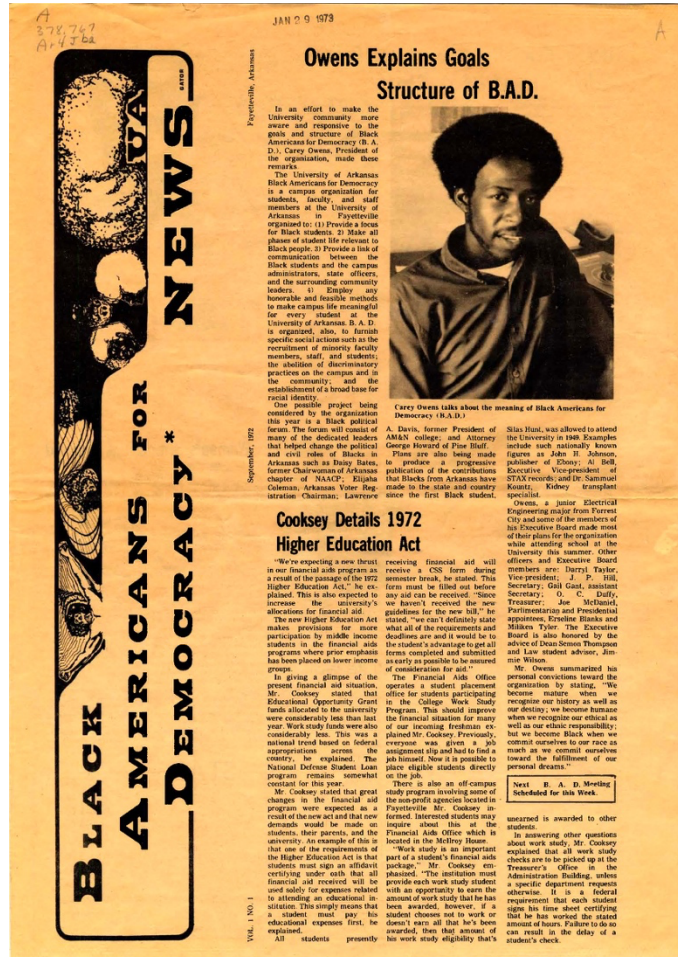 A
378.767
Ar4Jba
JAN 29 1973
A
BLACK
AMERICANS FOR
DEMOCRACY*
NEWS
UA
GATOR
Fayetteville, Arkansas
September, 1972
VOL. 1 NO. 1
Owens Explains Goals
Structure of B.A.D.
In an effort to make the
University community more
aware and responsive to the
goals and structure of Black
Americans for Democracy (B. A.
D.), Carey Owens, President of
the organization, made these
remarks.
The University of Arkansas
Black Americans for Democracy
is a campus organization for
students, faculty, and staff
members at the University of
Arkansas in Fayetteville
organized to: (1) Provide a focus
for Black students. 2) Make all
phases of student life relevant to
Black people. 3) Provide a link of
communication between the
Black students and the campus
administrators, state officers,
and the surrounding community
leaders. 4) Employ any
honorable and feasible methods
to make campus life meaningful
for every student at the
University of Arkansas. B. A. D.
is organized, also, to furnish
specific social actions such as the
recruitment of minority faculty
members, staff, and students;
the abolition of discriminatory
practices on the campus and in
the community; and the
establishment of a broad base for
racial identity.
One possible project being
considered by the organization
this year is a Black political
forum. The forum will consist of
many of the dedicated leaders
that helped change the political
and civil roles of Blacks in
Arkansas such as Daisy Bates,
former Chairwoman of Arkansas
chapter of NAACP; Elijaha
Coleman, Arkansas Voter Reg-
istration Chairman; Lawrence
Carey Owens talks about the meaning of Black Americans for
Democracy (B.A.D.)
A. Davis, former President of
AM&N college; and Attorney
George Howard of Pine Bluff.
Plans are also being made
to produce a progressive
publication of the contributions
that Blacks from Arkansas have
made to the state and country
since the first Black student,
Silas Hunt, was allowed to attend
the University in 1949. Examples
include such nationally known
figures as John H. Johnson,
publisher of Ebony; Al Bell,
Executive Vice-president of
STAX records; and Dr. Sammuel
Kountz, Kidney transplant
specialist.
Owens, a junior Electrical
Engineering major from Forrest
City and some of the members of
his Executive Board made most
of their plans for the organization
while attending school at the
University this summer. Other
officers and Executive Board
members are: Darryl Taylor,
Vice-president; J. P. Hill,
Secretary; Gail Gast, assistant
Secretary; O. C. Duffy,
Treasurer; Joe McDaniel,
Parlimentarian and Presidential
appointees, Erseline Blanks and
Miliken Tyler. The Executive
Board is also honored by the
advice of Dean Semon Thompson
and Law student advisor, Jim-
mie Wilson.
Mr. Owens summarized his
personal convictions toward the
organization by stating, "We
become mature when we
recognize our history as well as
our destiny; we become humane
when we recognize our ethical as
well as our ethnic responsibility;
but we become Black when we
commit ourselves to our race as
much as we commit ourselves
toward the fulfillment of our
personal dreams."
Next B. A. D. Meeting
Scheduled for this Week.
Cooksey Details 1972
Higher Education Act
"We're expecting a new thrust
in our financial aids program as
a result of the passage of the 1972
Higher Education Act," he ex-
plained. This is also expected to
increase the university's
allocations for financial aid.
The new Higher Education Act
makes provisions for more
participation by middle income
students in the financial aids
programs where prior emphasis
has been placed on lower income
groups.
In giving a glimpse of the
present financial aid situation,
Mr. Cooksey stated that
Educational Opportunity Grant
funds allocated to the university
were considerably less than last
year. Work study funds were also
considerably less. This was a
national trend based on federal
appropriations across the
country, he explained. The
National Defense Student Loan
program remains somewhat
constant for this year.
Mr. Cooksey stated that great
changes in the financial aid
program were expected as a
result of the new act and that new
demands would be made on
students, their parents, and the
university. An example of this is
that one of the requirements of
the Higher Education Act is that
students must sign an affidavit
certifying under oath that all
financial aid received will be
used solely for expenses related
to attending an educational in-
stitution. This simply means that
a student must pay his
educational expenses first, he
explained.
All students presently
receiving financial aid will
receive a CSS form during
semester break, he stated. This
form must be filled out before
any aid can be received. "Since
we haven't received the new
guidelines for the new bill," he
stated, "we can't definitely state
what all of the requirements and
deadlines are and it would be to
the student's advantage to get all
forms completed and submitted
as early as possible to be assured
of consideration for aid."
The Financial Aids Office
operates a student placement
office for students participating
in the College Work Study
Program. This should improve
the financial situation for many
of our incoming freshman ex-
plained Mr. Cooksey. Previously,
everyone was given a job
assignment slip and had to find a
job himself. Now it is possible to
place eligible students directly
on the job.
There is also an off-campus
study program involving some of
the non-profit agencies located in
Fayetteville Mr. Cooksey in-
formed. Interested students may
inquire about this at the
Financial Aids Office which is
located in the McIlroy House.
"Work study is an important
part of a student's financial aids
package," Mr. Cooksey em-
phasized. "The institution must
provide each work study student
with an opportunity to earn the
amount of work study that he has
been awarded, however, if a
student chooses not to work or
doesn't earn all that he's been
awarded, then that amount of
his work study eligibility that's
unearned is awarded to other
students.
In answering other questions
about work study, Mr. Cooksey
explained that all work study
checks are to be picked up at the
Treasurer's Office in the
Administration Building, unless
a specific department requests
otherwise. It is a federal
requirement that each student
signs his time sheet certifying
that he has worked the stated
amount of hours. Failure to do so
can result in the delay of a
student's check.